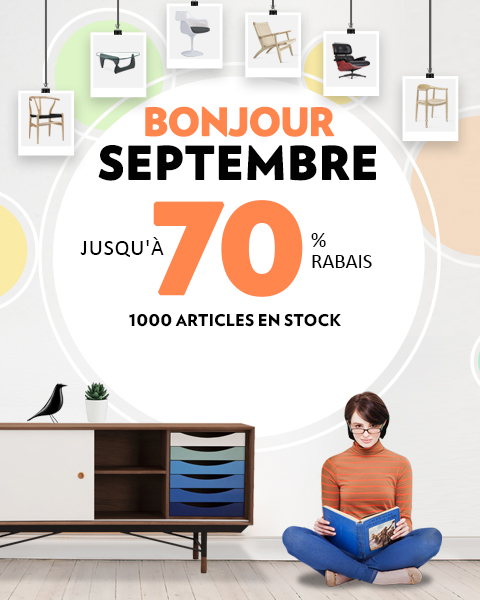 BONJOUR
SEPTEMBRE
JUSQU'À 70 %
RABAIS
1000 ARTICLES EN STOCK